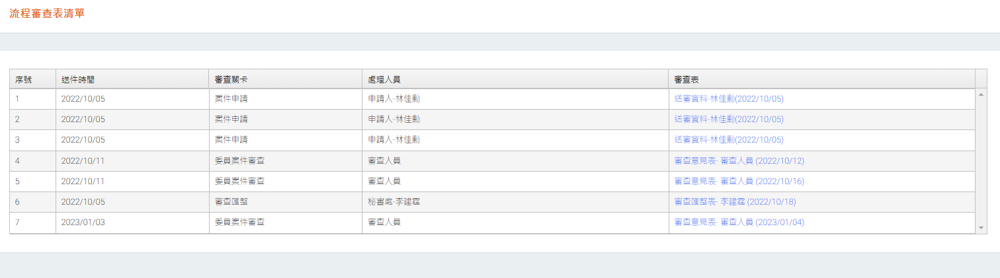 流程審查表清單
序號 送件時間 審查關卡 處理人員 審查表
1 2022/10/05 案件申請 申請人-林佳勳 送審資料-林佳勳(2022/10/05)
2 2022/10/05 案件申請 申請人-林佳勳 送審資料-林佳勳(2022/10/05)
3 2022/10/05 案件申請 申請人-林佳勳 送審資料-林佳勳(2022/10/05)
4 2022/10/11 委員案件審查 審查人員 審查意見表- 審查人員 (2022/10/12)
5 2022/10/11 委員案件審查 審查人員 審查意見表- 審查人員 (2022/10/16)
6 2022/10/05 審查匯整 秘書處-李建霆 審查匯整表- 李建霆 (2022/10/18)
7 2023/01/03 委員案件審查 審查人員 審查意見表- 審查人員 (2023/01/04)